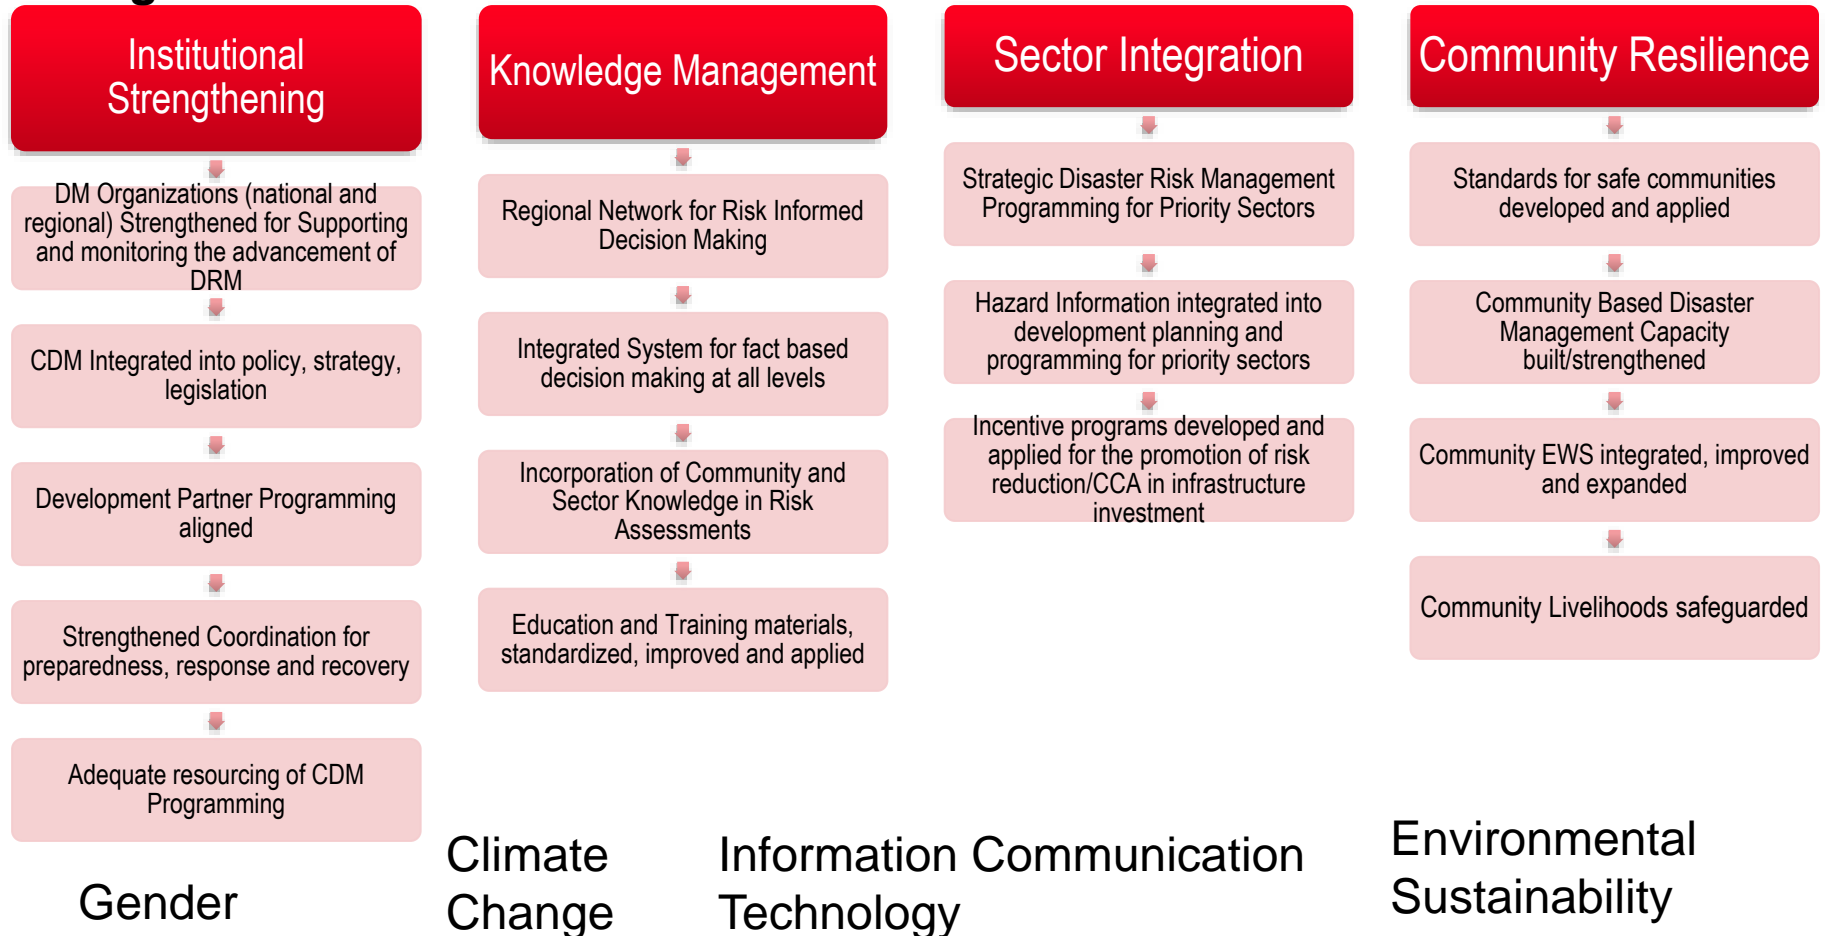 Institutional
Strengthening
DM Organizations (national and
regional) Strengthened for Supporting
and monitoring the advancement of
DRM
CDM Integrated into policy, strategy,
legislation
Development Partner Programming
aligned
Strengthened Coordination for
preparedness, response and recovery
Adequate resourcing of CDM
Programming
Knowledge Management
Regional Network for Risk Informed
Decision Making
Integrated System for fact based
decision making at all levels
Incorporation of Community and
Sector Knowledge in Risk
Assessments
Education and Training materials,
standardized, improved and applied
Sector Integration
Strategic Disaster Risk Management
Programming for Priority Sectors
Hazard Information integrated into
development planning and
programming for priority sectors
Incentive programs developed and
applied for the promotion of risk
reduction/CCA in infrastructure
investment
Community Resilience
Standards for safe communities
developed and applied
Community Based Disaster
Management Capacity
built/strengthened
Community EWS integrated, improved
and expanded
Community Livelihoods safeguarded
Gender
Climate
Change
Information Communication
Technology
Environmental
Sustainability